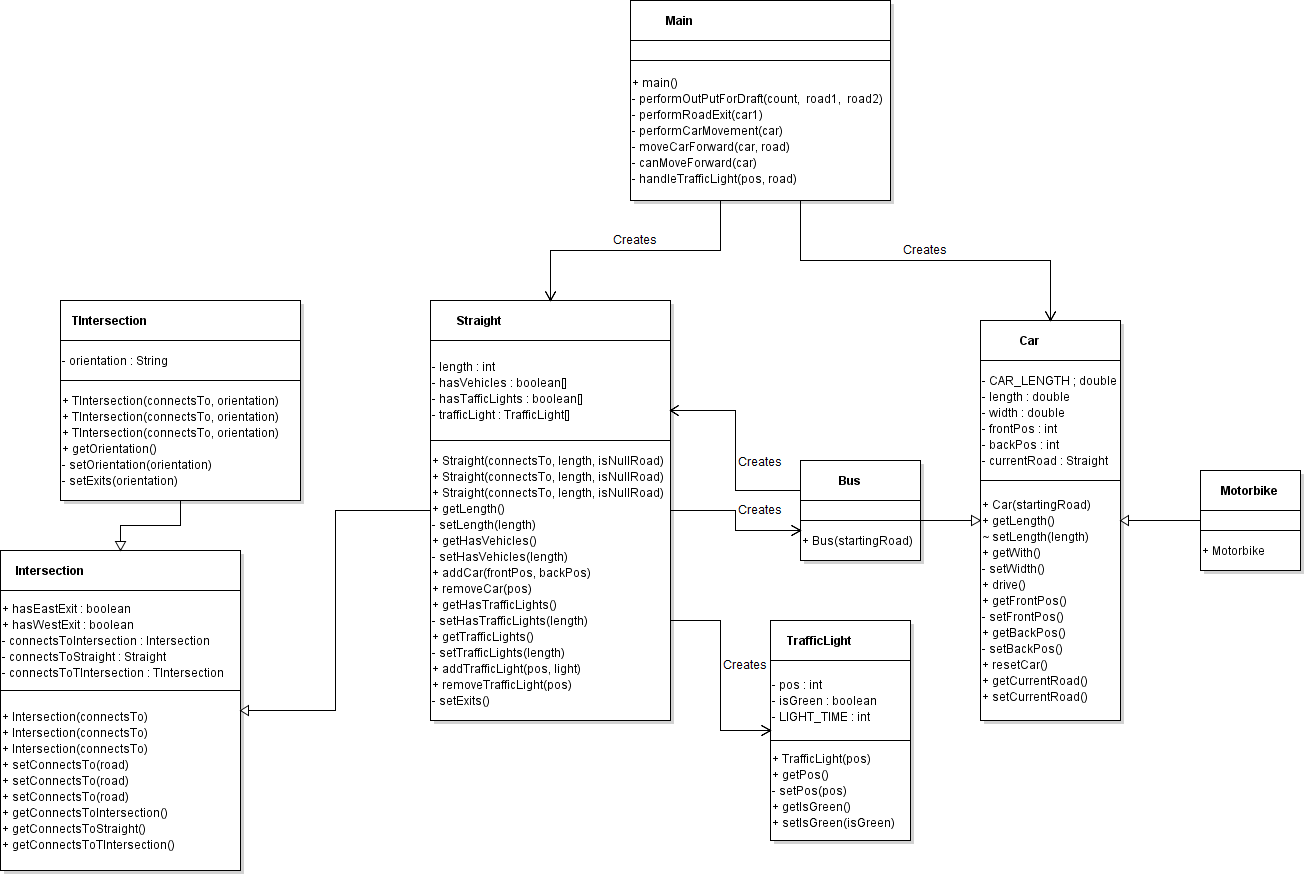 Main
+ main()
- performOutPutForDraft(count, road1, road2)
- performRoadExit(car1)
- performCarMovement(car)
- moveCarForward(car, road)
- canMoveForward(car)
- handleTrafficLight(pos, road)
Creates
Creates
TIntersection
- orientation : String
+ TIntersection(connectsTo, orientation)
+ TIntersection(connectsTo, orientation)
+ TIntersection(connectsTo, orientation)
+ getOrientation()
- setOrientation(orientation)
- setExits(orientation)
Straight
- length : int
- hasVehicles : boolean[]
- hasTafficLights : boolean[]
- trafficLight : TrafficLight[]
+ Straight(connectsTo, length, isNullRoad)
+ Straight(connectsTo, length, isNullRoad)
+ Straight(connectsTo, length, isNullRoad)
+ getLength()
- setLength(length)
+ getHasVehicles()
- setHasVehicles(length)
+ addCar(frontPos, backPos)
+ removeCar(pos)
+ getHasTrafficLights()
- setHasTrafficLights(length)
+ getTrafficLights()
- setTrafficLights(length)
+ addTrafficLight(pos, light)
+ removeTrafficLight(pos)
- setExits()
Car
- CAR_LENGTH ; double
- length : double
- width : double
- frontPos : int
- backPos : int
- currentRoad : Straight
+ Car(startingRoad)
+ getLength()
~ setLength(length)
+ getWith()
- setWidth()
+ drive()
+ getFrontPos()
- setFrontPos()
+ getBackPos()
- setBackPos()
+ resetCar()
+ getCurrentRoad()
+ setCurrentRoad()
Creates
Creates
Bus
+ Bus(startingRoad)
Motorbike
+ Motorbike
Intersection
+ hasEastExit : boolean
+ hasWestExit : boolean
- connectsToIntersection : Intersection
- connectsToStraight : Straight
- connectsToTIntersection : TIntersection
+ Intersection(connectsTo)
+ Intersection(connectsTo)
+ Intersection(connectsTo)
+ setConnectsTo(road)
+ setConnectsTo(road)
+ setConnectsTo(road)
+ getConnectsToIntersection()
+ getConnectsToStraight()
+ getConnectsToTIntersection()
Creates
TrafficLight
- pos : int
- isGreen : boolean
- LIGHT_TIME : int
+ TrafficLight(pos)
+ getPos()
- setPos(pos)
+ getIsGreen()
+ setIsGreen(isGreen)